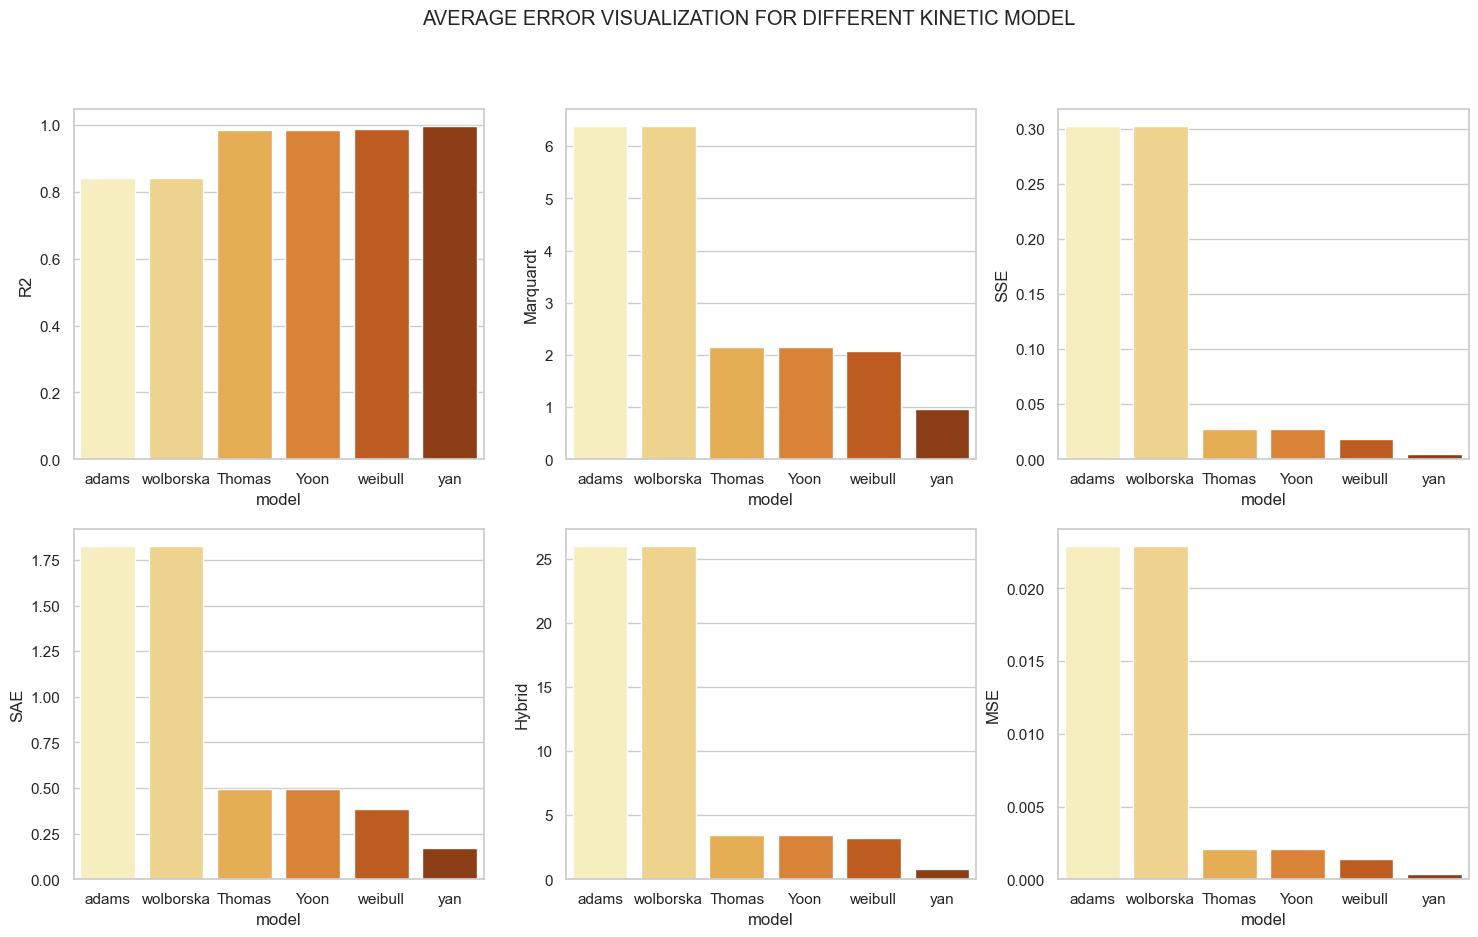 AVERAGE ERROR VISUALIZATION FOR DIFFERENT KINETIC MODEL
R2
1.0
0.8
0.6
0.4
0.2
0.0
adams wolborska Thomas Yoon weibull yan
model
Marquardt
6
5
4
3
2
1
0
adams wolborska Thomas Yoon weibull yan
model
SSE
0.30
0.25
0.20
0.15
0.10
0.05
0.00
adams wolborska Thomas Yoon weibull yan
model
SAE
1.75
1.50
1.25
1.00
0.75
0.50
0.25
0.00
adams wolborska Thomas Yoon weibull yan
model
Hybrid
25
20
15
10
5
0
adams wolborska Thomas Yoon weibull yan
model
MSE
0.020
0.015
0.010
0.005
0.000
adams wolborska Thomas Yoon weibull yan
model